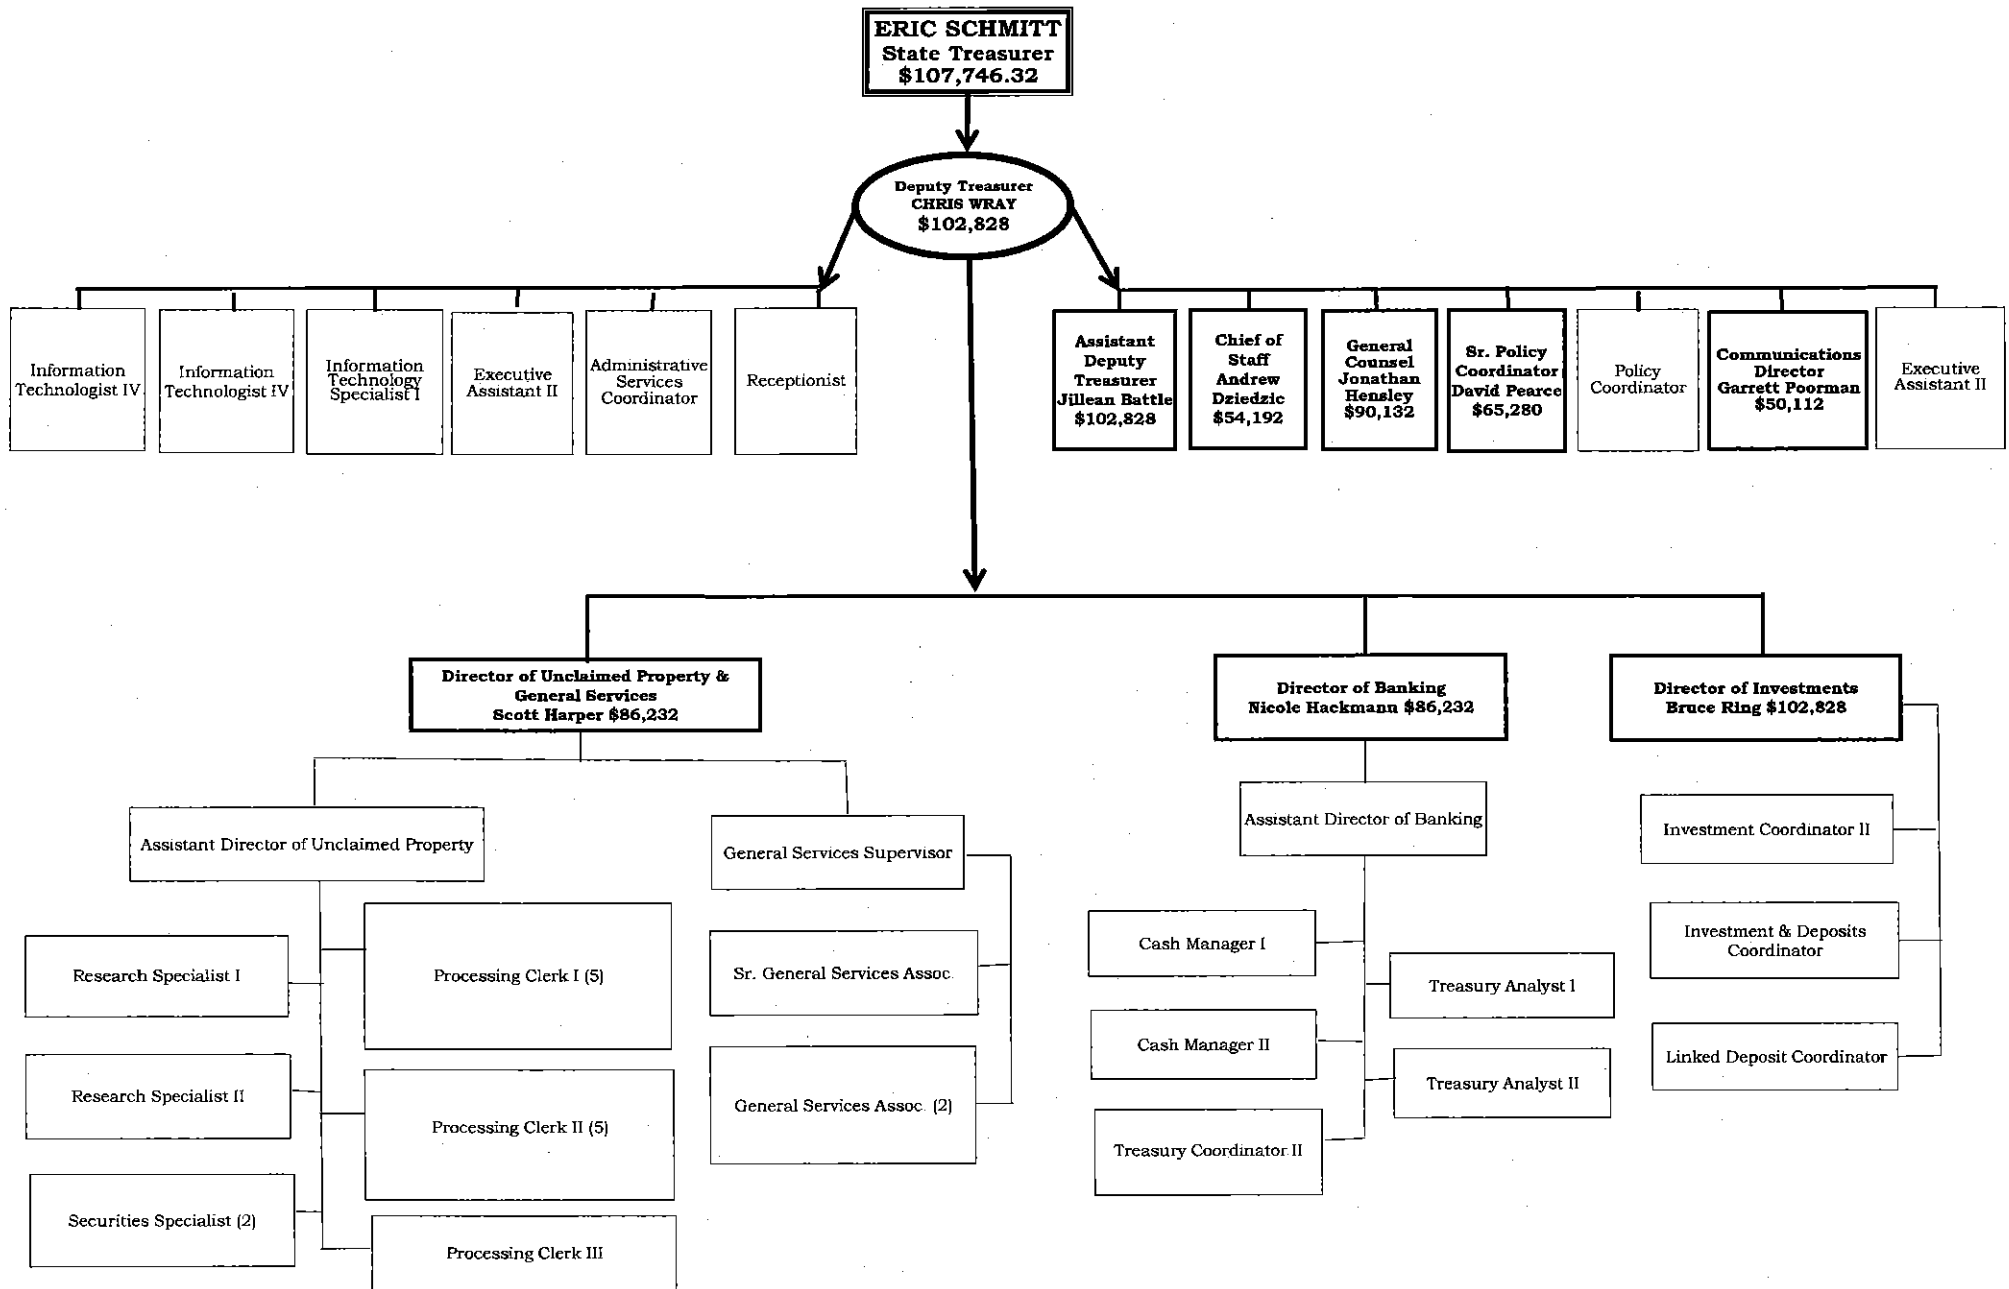 ERIC SCHMITT
State Treasurer
$107,746.32
Deputy Treasurer
CHRIS WRAY
$102,828
Information
Technologist IV
Information
Technologist IV
Information
Technology
Specialist I
Executive
Assistant II
Administrative
Services
Coordinator
Receptionist
Assistant
Deputy
Treasurer
Jillean Battle
$102,828
Chief of
Staff
Andrew
Dziedzic
$54,192
General
Counsel
Jonathan
Hensley
$90,132
Sr. Policy
Coordinator
David Pearce
$65,280
Policy
Coordinator
Communications
Director
Garrett Poorman
$50,112
Executive
Assistant II
Director of Unclaimed Property &
General Services
Scott Harper $86,232
Director of Banking
Nicole Hackmann $86,232
Director of Investments
Bruce Ring $102,828
Assistant Director of Unclaimed Property
General Services Supervisor
Assistant Director of Banking
Investment Coordinator II
Research Specialist I
Processing Clerk I (5)
Sr. General Services Assoc.
Cash Manager I
Treasury Analyst I
Investment & Deposits
Coordinator
Research Specialist II
Processing Clerk II (5)
General Services Assoc. (2)
Cash Manager II
Treasury Analyst II
Linked Deposit Coordinator
Securities Specialist (2)
Processing Clerk III
Treasury Coordinator II